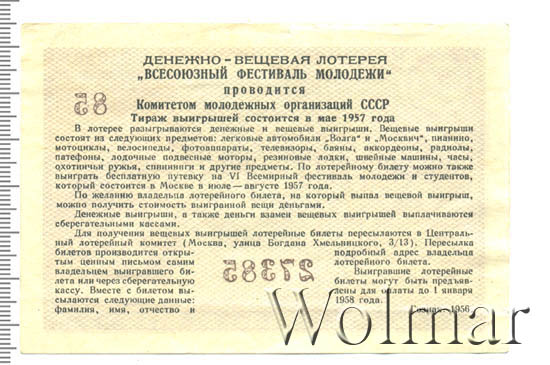 ДЕНЕЖНО-ВЕЩЕВАЯ ЛОТЕРЕЯ
„ВСЕСОЮЗНЫЙ ФЕСТИВАЛЬ МОЛОДЕЖИ“
проводится
Комитетом молодежных организаций СССР
Тираж выигрышей состоится в мае 1957 года
85
В лотерее разыгрываются денежные и вещевые выигрыши. Вещевые выигрыши
состоят из следующих предметов: легковые автомобили „Волга" и „Москвич", пианино,
мотоциклы, велосипеды, фотоаппараты, телевизоры, баяны, аккордеоны, радиолы,
патефоны, лодочные подвесные моторы, резиновые лодки, швейные машины, часы,
охотничьи ружья, спиннинги и другие предметы. По лотерейному билету можно также
выиграть бесплатную путевку на VI Всемирный фестиваль молодежи и студентов,
который состоится в Москве в июле—августе 1957 года.
По желанию владельца лотерейного билета, на который выпал вещевой выигрыш,
можно получить стоимость выигранной вещи деньгами.
Денежные выигрыши, а также деньги взамен вещевых выигрышей выплачиваются
сберегательными кассами.
Для получения вещевых выигрышей лотерейные билеты пересылаются в Централь-
ный лотерейный комитет (Москва, улица Богдана Хмельницкого, 3/13). Пересылка
билетов производится откры-
тым ценным письмом самим
владельцем выигравшего биле-
та или через сберегательную
кассу. Вместе с билетом вы-
сылаются следующие данные:
фамилия, имя, отчество и
27385
подробный адрес владельца
лотерейного билета.
Выигравшие лотерейные
билеты могут быть предъяв-
лены для оплаты до 1 января
1958 года.
Гознак. 1956.
Wolmar